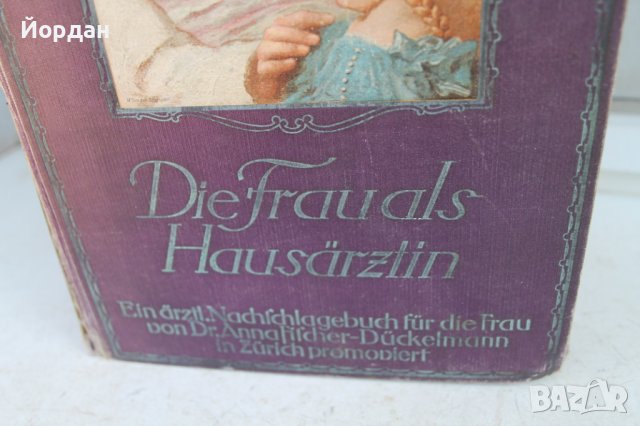 Йордан
Die Frau als
Hausärztin
Ein ärztl. Nachschlagebuch für die Frau
von Dr. Anna Fischer-Dückelmann
in Zürich promoviert
BAZAR